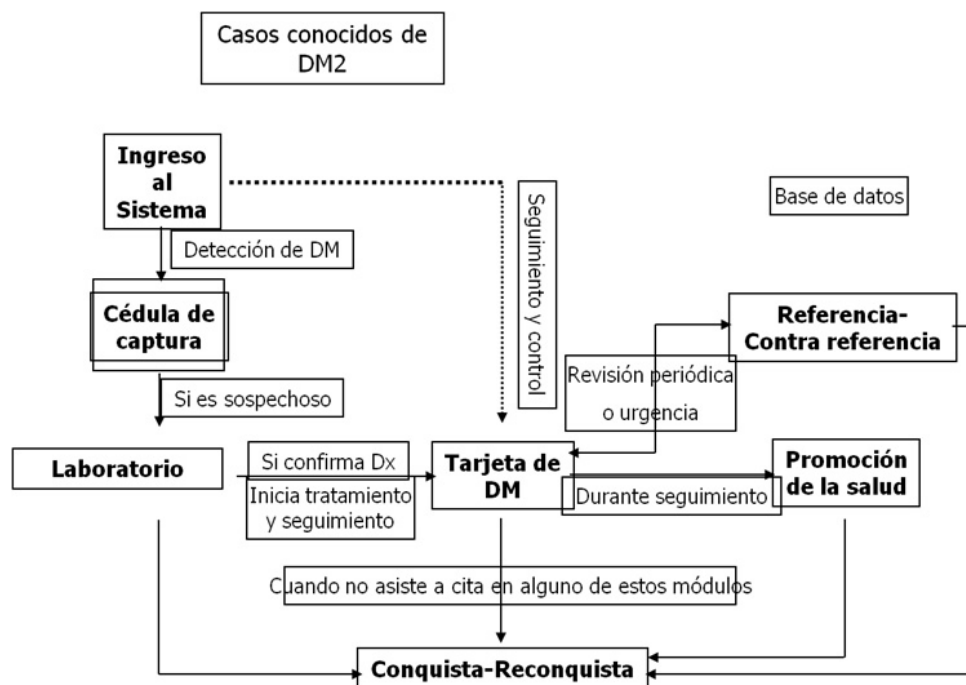 Casos conocidos de
DM2
Ingreso
al
Sistema
Detección de DM
Base de datos
Seguimiento y control
Cédula de
captura
Referencia-
Contra referencia
Revisión periódica
o urgencia
Si es sospechoso
Laboratorio
Si confirma Dx
Inicia tratamiento
y seguimiento
Tarjeta de
DM
Durante seguimiento
Promoción
de la salud
Cuando no asiste a cita en alguno de estos módulos
Conquista-Reconquista